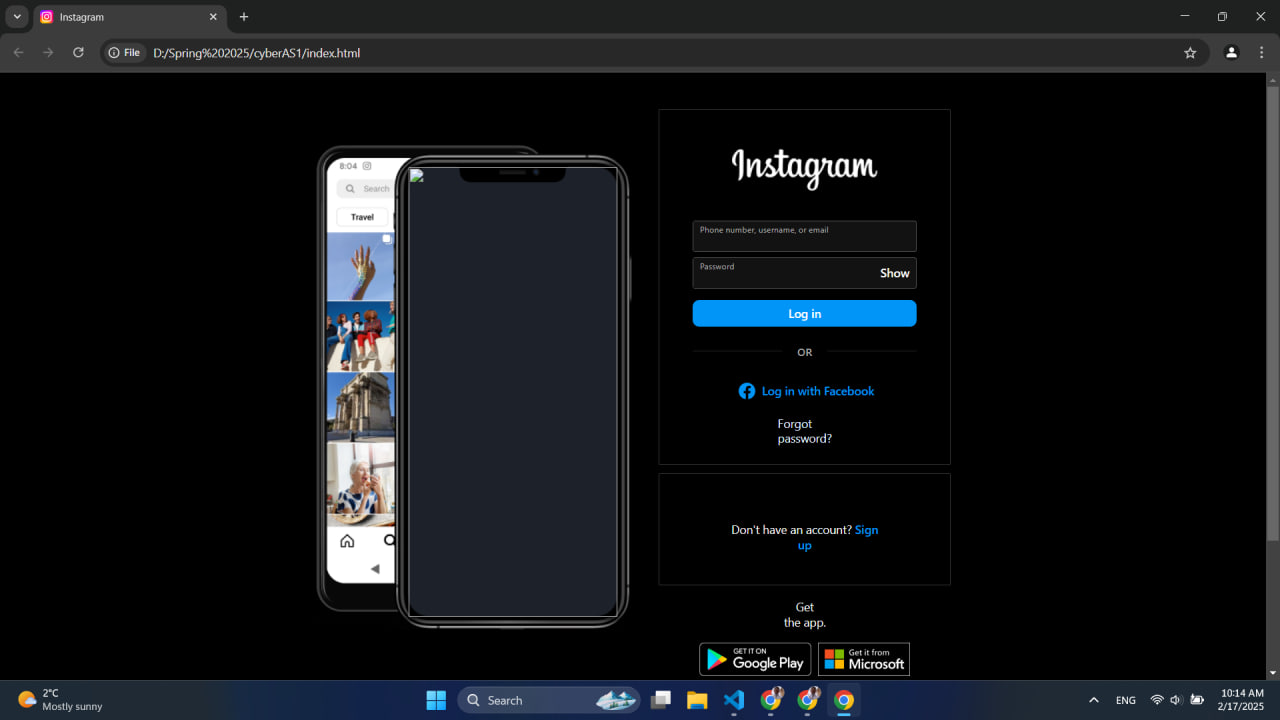 Instagram
File
D:/Spring%202025/cyberAS1/index.html
8:04
Search
Travel
Instagram
Phone number, username, or email
Password
Show
Log in
OR
Log in with Facebook
Forgot
password?
Don't have an account? Sign
up
Get
the app.
GET IT ON
Google Play
Get it from
Microsoft
2°C
Mostly sunny
Search
ENG
10:14 AM
2/17/2025